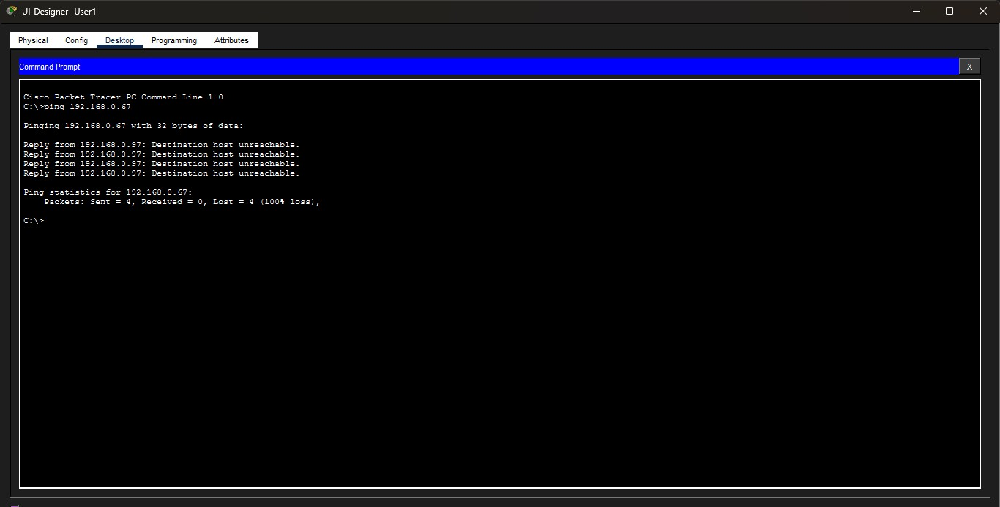 UI-Designer -User1
Physical Config Desktop Programming Attributes
Command Prompt X
Cisco Packet Tracer PC Command Line 1.0
C:\>ping 192.168.0.67
Pinging 192.168.0.67 with 32 bytes of data:
Reply from 192.168.0.97: Destination host unreachable.
Reply from 192.168.0.97: Destination host unreachable.
Reply from 192.168.0.97: Destination host unreachable.
Reply from 192.168.0.97: Destination host unreachable.
Ping statistics for 192.168.0.67:
    Packets: Sent = 4, Received = 0, Lost = 4 (100% loss),
C:\>